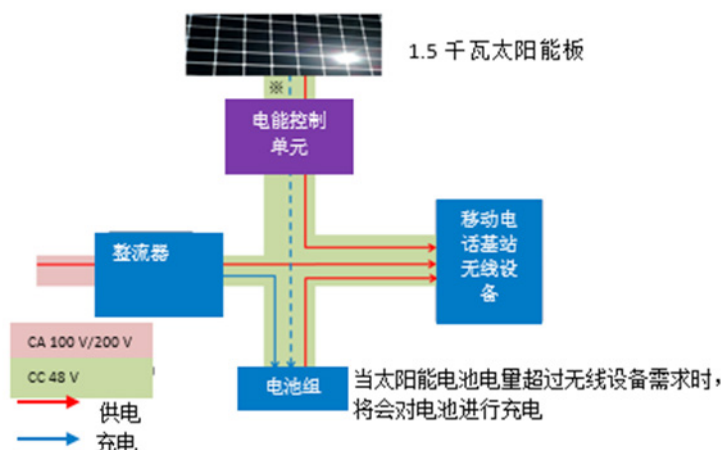 1.5 千瓦太阳能板
※
电能控制
单元
移动电
话基站
无线设
备
整流器
CA 100 V/200 V
CC 48 V
电池组
当太阳能电池电量超过无线设备需求时，
将会对电池进行充电
供电
充电